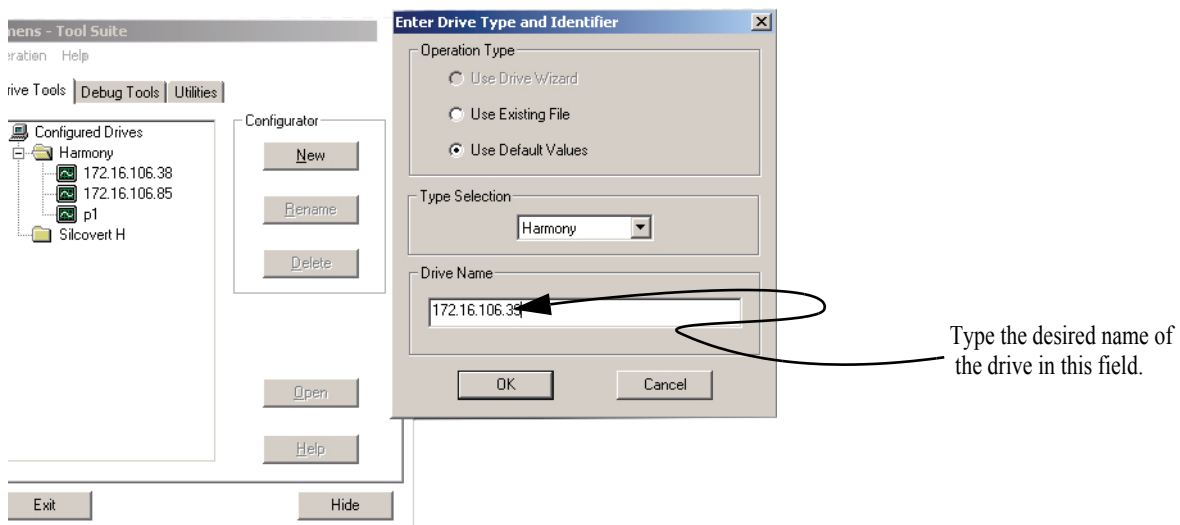 mens - Tool Suite
eration Help
rive Tools Debug Tools Utilities
Configured Drives
Harmony
172.16.106.38
172.16.106.85
p1
Silcovert H
Configurator
New
Rename
Delete
Open
Help
Exit
Hide
Enter Drive Type and Identifier
Operation Type
Use Drive Wizard
Use Existing File
Use Default Values
Type Selection
Harmony
Drive Name
172.16.106.39
OK
Cancel
Type the desired name of
the drive in this field.